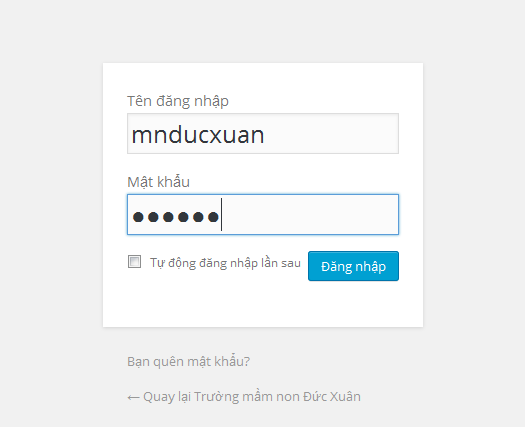 Tên đăng nhập
mnducxuan
Mật khẩu
●●●●●●
Tự động đăng nhập lần sau
Đăng nhập
Bạn quên mật khẩu?
← Quay lại Trường mầm non Đức Xuân